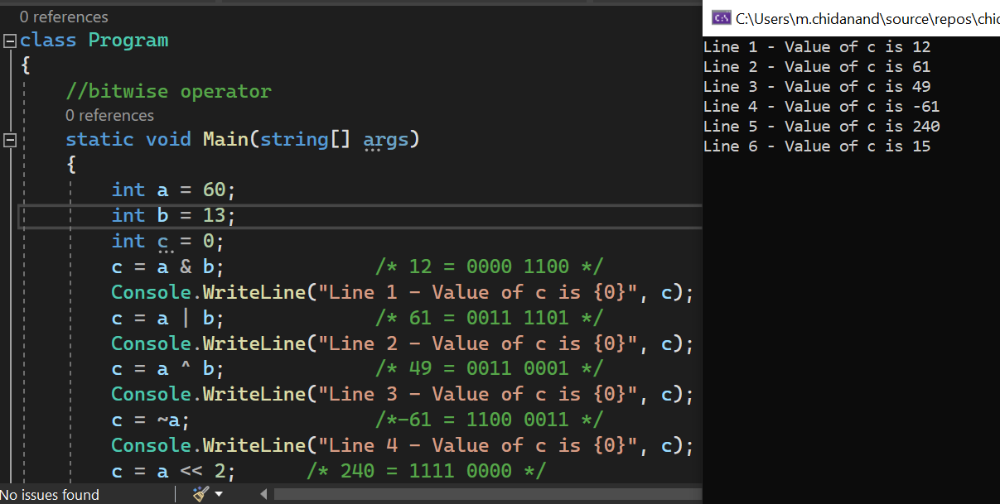 0 references
class Program
{
//bitwise operator
0 references
static void Main(string[] args)
{
int a = 60;
int b = 13;
int c = 0;
c = a & b; /* 12 = 0000 1100 */
Console.WriteLine("Line 1 - Value of c is {0}", c);
c = a | b; /* 61 = 0011 1101 */
Console.WriteLine("Line 2 - Value of c is {0}", c);
c = a ^ b; /* 49 = 0011 0001 */
Console.WriteLine("Line 3 - Value of c is {0}", c);
c = ~a; /*-61 = 1100 0011 */
Console.WriteLine("Line 4 - Value of c is {0}", c);
c = a << 2; /* 240 = 1111 0000 */
No issues found
C:\Users\m.chidanand\source\repos\chid
Line 1 - Value of c is 12
Line 2 - Value of c is 61
Line 3 - Value of c is 49
Line 4 - Value of c is -61
Line 5 - Value of c is 240
Line 6 - Value of c is 15